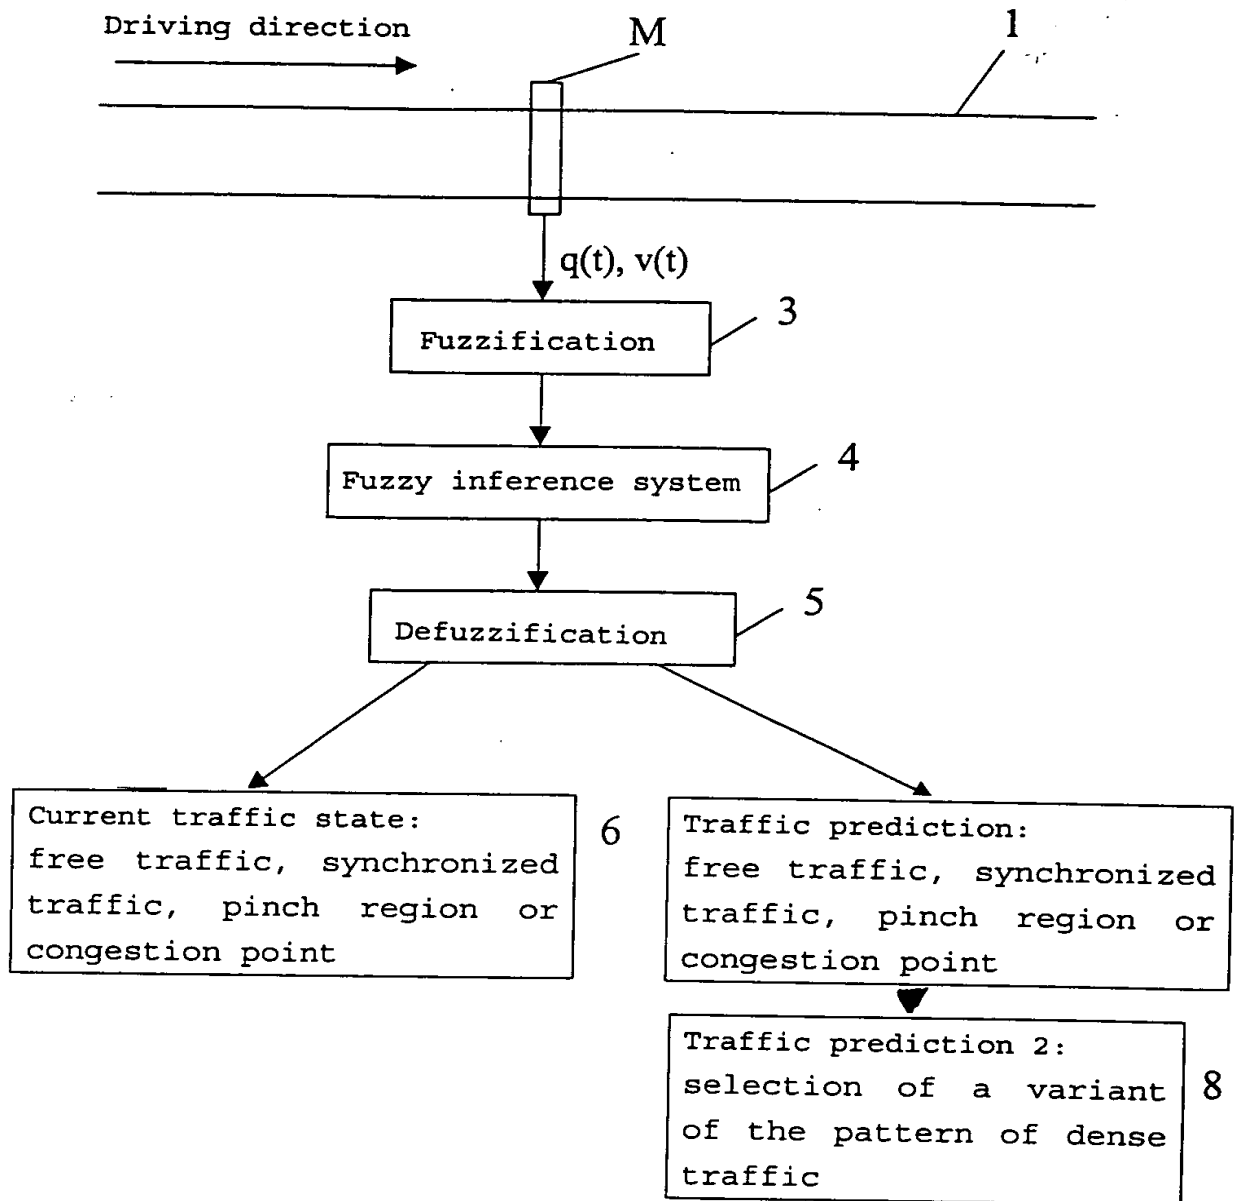 Driving direction
M
1
q(t), v(t)
Fuzzification
3
Fuzzy inference system
4
Defuzzification
5
Current traffic state:
free traffic, synchronized
traffic, pinch region or
congestion point
6
Traffic prediction:
free traffic, synchronized
traffic, pinch region or
congestion point
Traffic prediction 2:
selection of a variant
of the pattern of dense
traffic
8